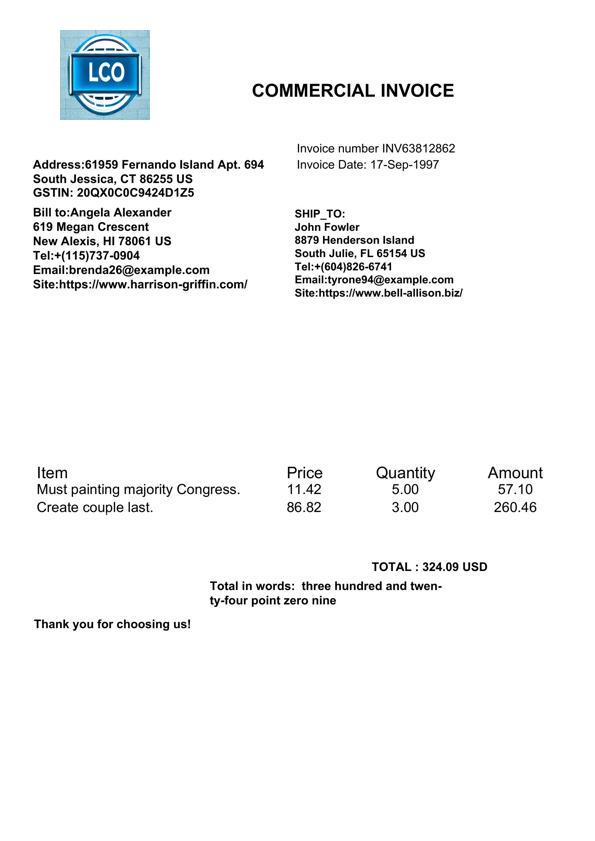 LCO
COMMERCIAL INVOICE
Invoice number INV63812862
Invoice Date: 17-Sep-1997
Address:61959 Fernando Island Apt. 694
South Jessica, CT 86255 US
GSTIN: 20QX0C0C9424D1Z5
Bill to:Angela Alexander
619 Megan Crescent
New Alexis, HI 78061 US
Tel:+(115)737-0904
Email:brenda26@example.com
Site:https://www.harrison-griffin.com/
SHIP_TO:
John Fowler
8879 Henderson Island
South Julie, FL 65154 US
Tel:+(604)826-6741
Email:tyrone94@example.com
Site:https://www.bell-allison.biz/
Item Price Quantity Amount
Must painting majority Congress. 11.42 5.00 57.10
Create couple last. 86.82 3.00 260.46
TOTAL : 324.09 USD
Total in words: three hundred and twen-
ty-four point zero nine
Thank you for choosing us!